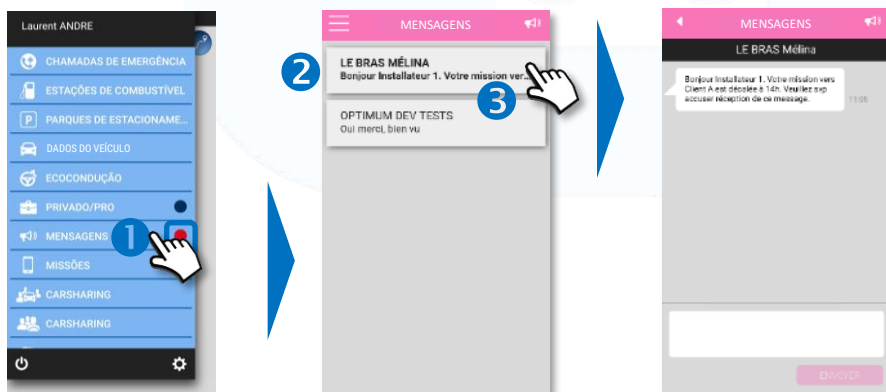 Laurent ANDRE
CHAMADAS DE EMERGÊNCIA
ESTAÇÕES DE COMBUSTÍVEL
P PARQUES DE ESTACIONAME...
DADOS DO VEÍCULO
ECOCONDUÇÃO
PRIVADO/PRO
MENSAGENS
1
MISSÕES
CARSHARING
CARSHARING
MENSAGENS
2
LE BRAS MÉLINA
Bonjour Installateur 1. Votre mission ver...
3
OPTIMUM DEV TESTS
Oui merci, bien vu
MENSAGENS
LE BRAS Mélina
Bonjour Installateur 1. Votre mission vers
Client A est décalée à 14h. Veuillez svp
accuser réception de ce message.
11:05
ENVOYER